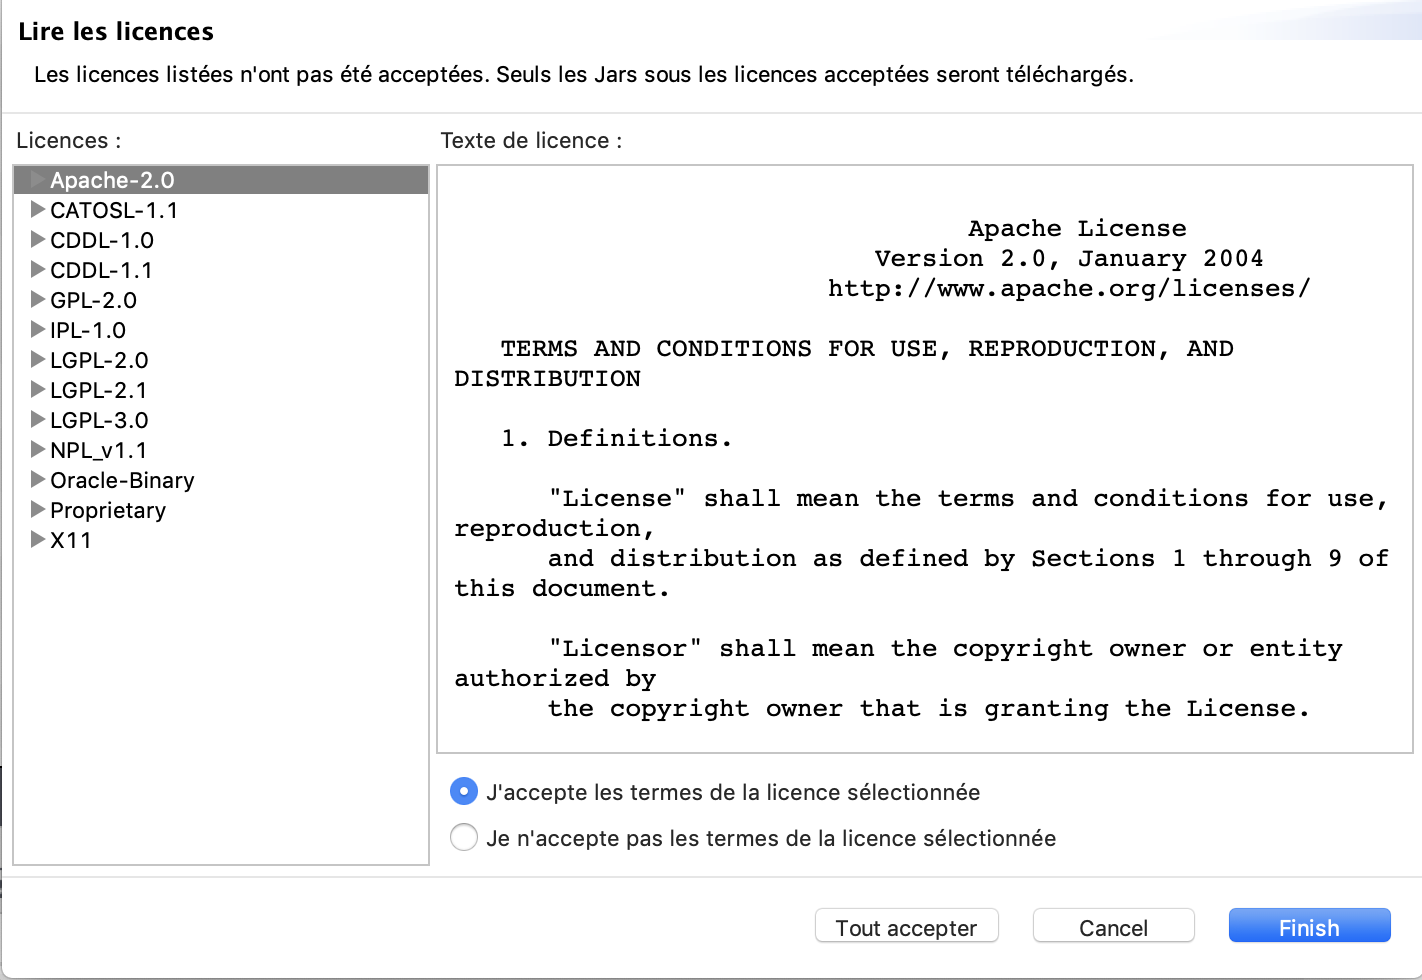 Lire les licences
Les licences listées n'ont pas été acceptées. Seuls les Jars sous les licences acceptées seront téléchargés.
Licences :
Apache-2.0
CATOSL-1.1
CDDL-1.0
CDDL-1.1
GPL-2.0
IPL-1.0
LGPL-2.0
LGPL-2.1
LGPL-3.0
NPL_v1.1
Oracle-Binary
Proprietary
X11
Texte de licence :
Apache License
Version 2.0, January 2004
http://www.apache.org/licenses/
TERMS AND CONDITIONS FOR USE, REPRODUCTION, AND
DISTRIBUTION
1. Definitions.
"License" shall mean the terms and conditions for use,
reproduction,
and distribution as defined by Sections 1 through 9 of
this document.
"Licensor" shall mean the copyright owner or entity
authorized by
the copyright owner that is granting the License.
J'accepte les termes de la licence sélectionnée
Je n'accepte pas les termes de la licence sélectionnée
Tout accepter
Cancel
Finish